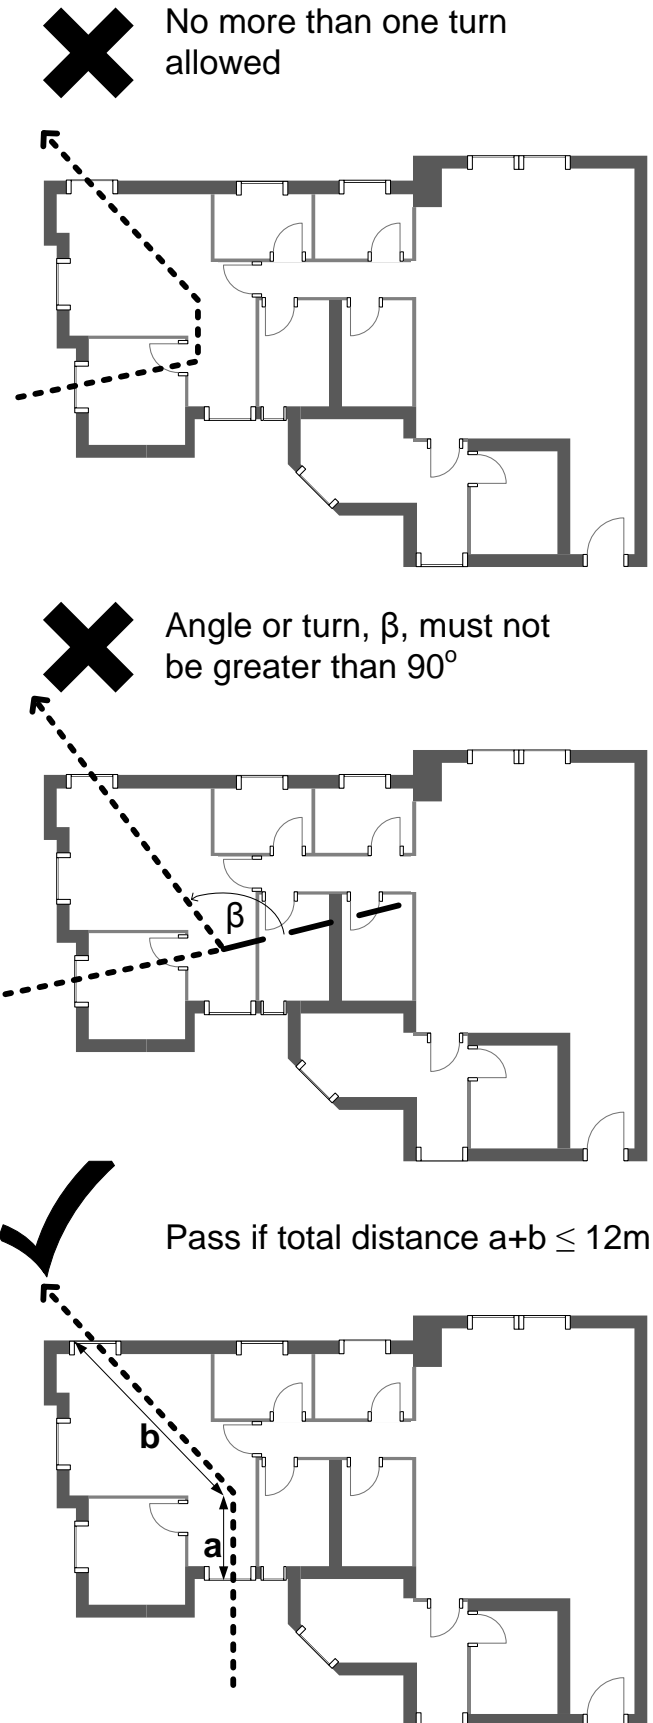 No more than one turn
allowed
Angle or turn, β, must not
be greater than 90°
β
Pass if total distance a+b ≤ 12m
b
a